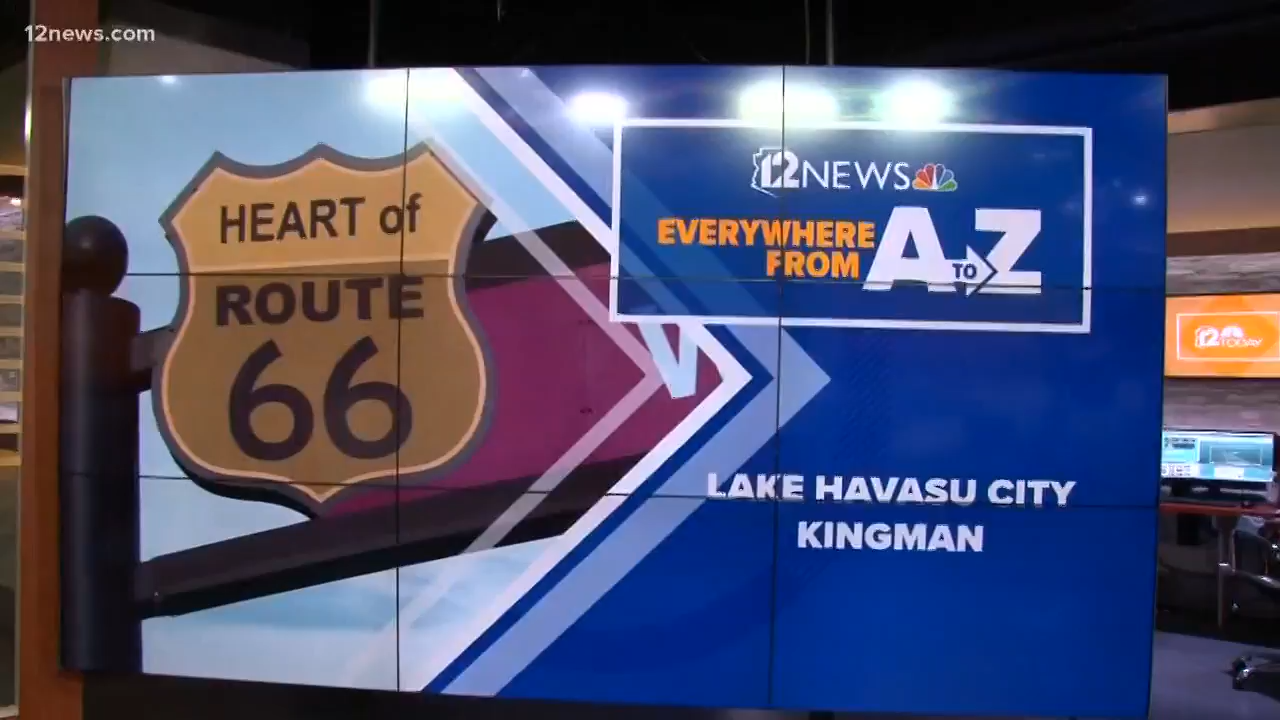 12news.com
HEART of
ROUTE
66
12NEWS
EVERYWHERE
FROM
A TO Z
LAKE HAVASU CITY
KINGMAN
12 TODAY